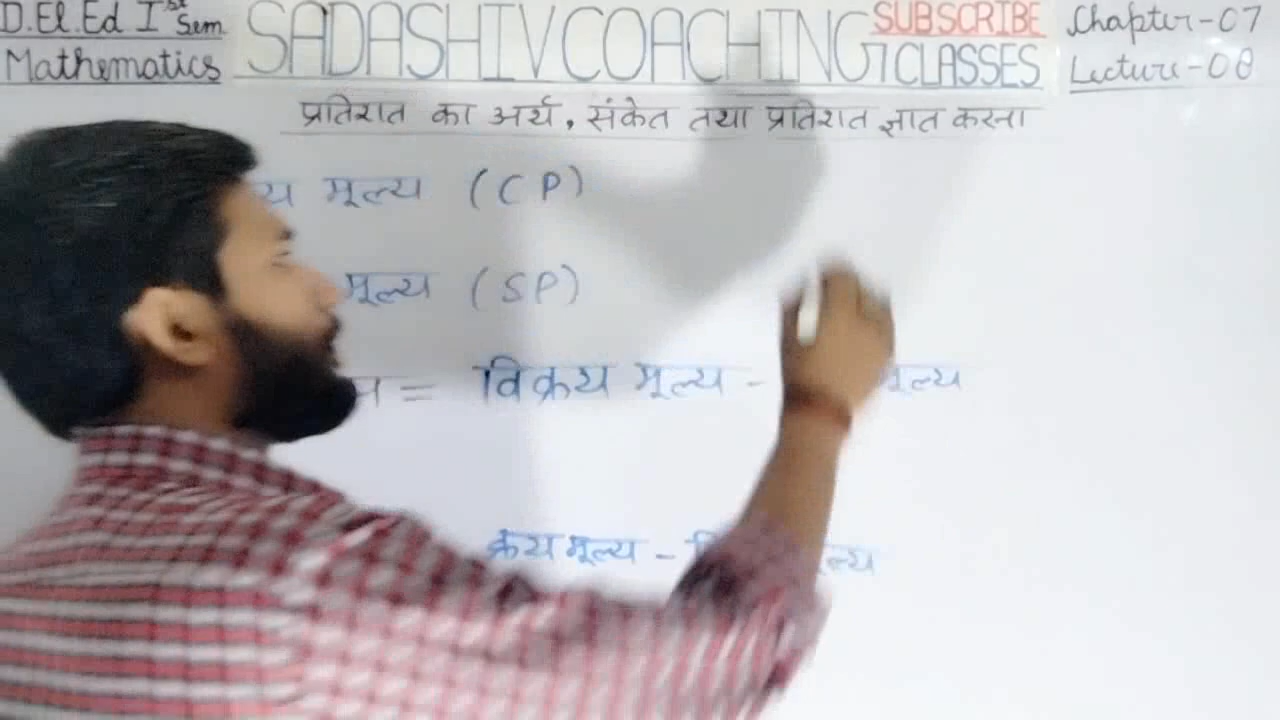 D.El.Ed Ist Sem
Mathematics
SADASHIV COACHING CLASSES
SUBSCRIBE
Chapter-07
Lecture-08
प्रतिशत का अर्थ, संकेत तथा प्रतिशत ज्ञात करना
मूल्य (CP)
मूल्य (SP)
= विक्रय मूल्य - मूल्य
क्रय मूल्य -